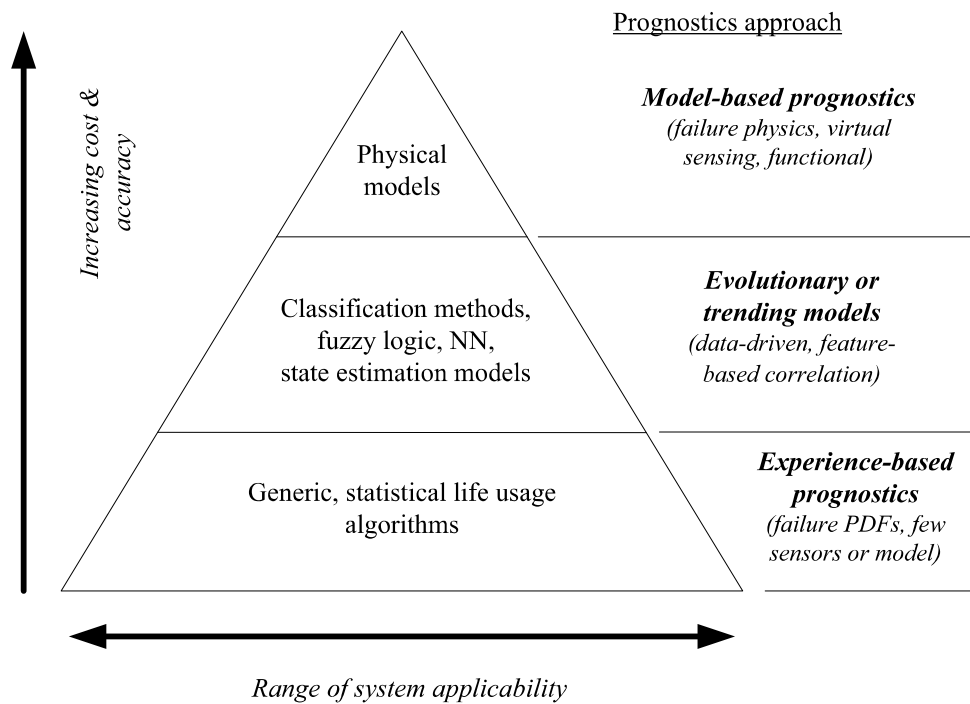 Prognostics approach
Increasing cost &
accuracy
Model-based prognostics
(failure physics, virtual
sensing, functional)
Physical
models
Evolutionary or
trending models
(data-driven, feature-
based correlation)
Classification methods,
fuzzy logic, NN,
state estimation models
Experience-based
prognostics
(failure PDFs, few
sensors or model)
Generic, statistical life usage
algorithms
Range of system applicability